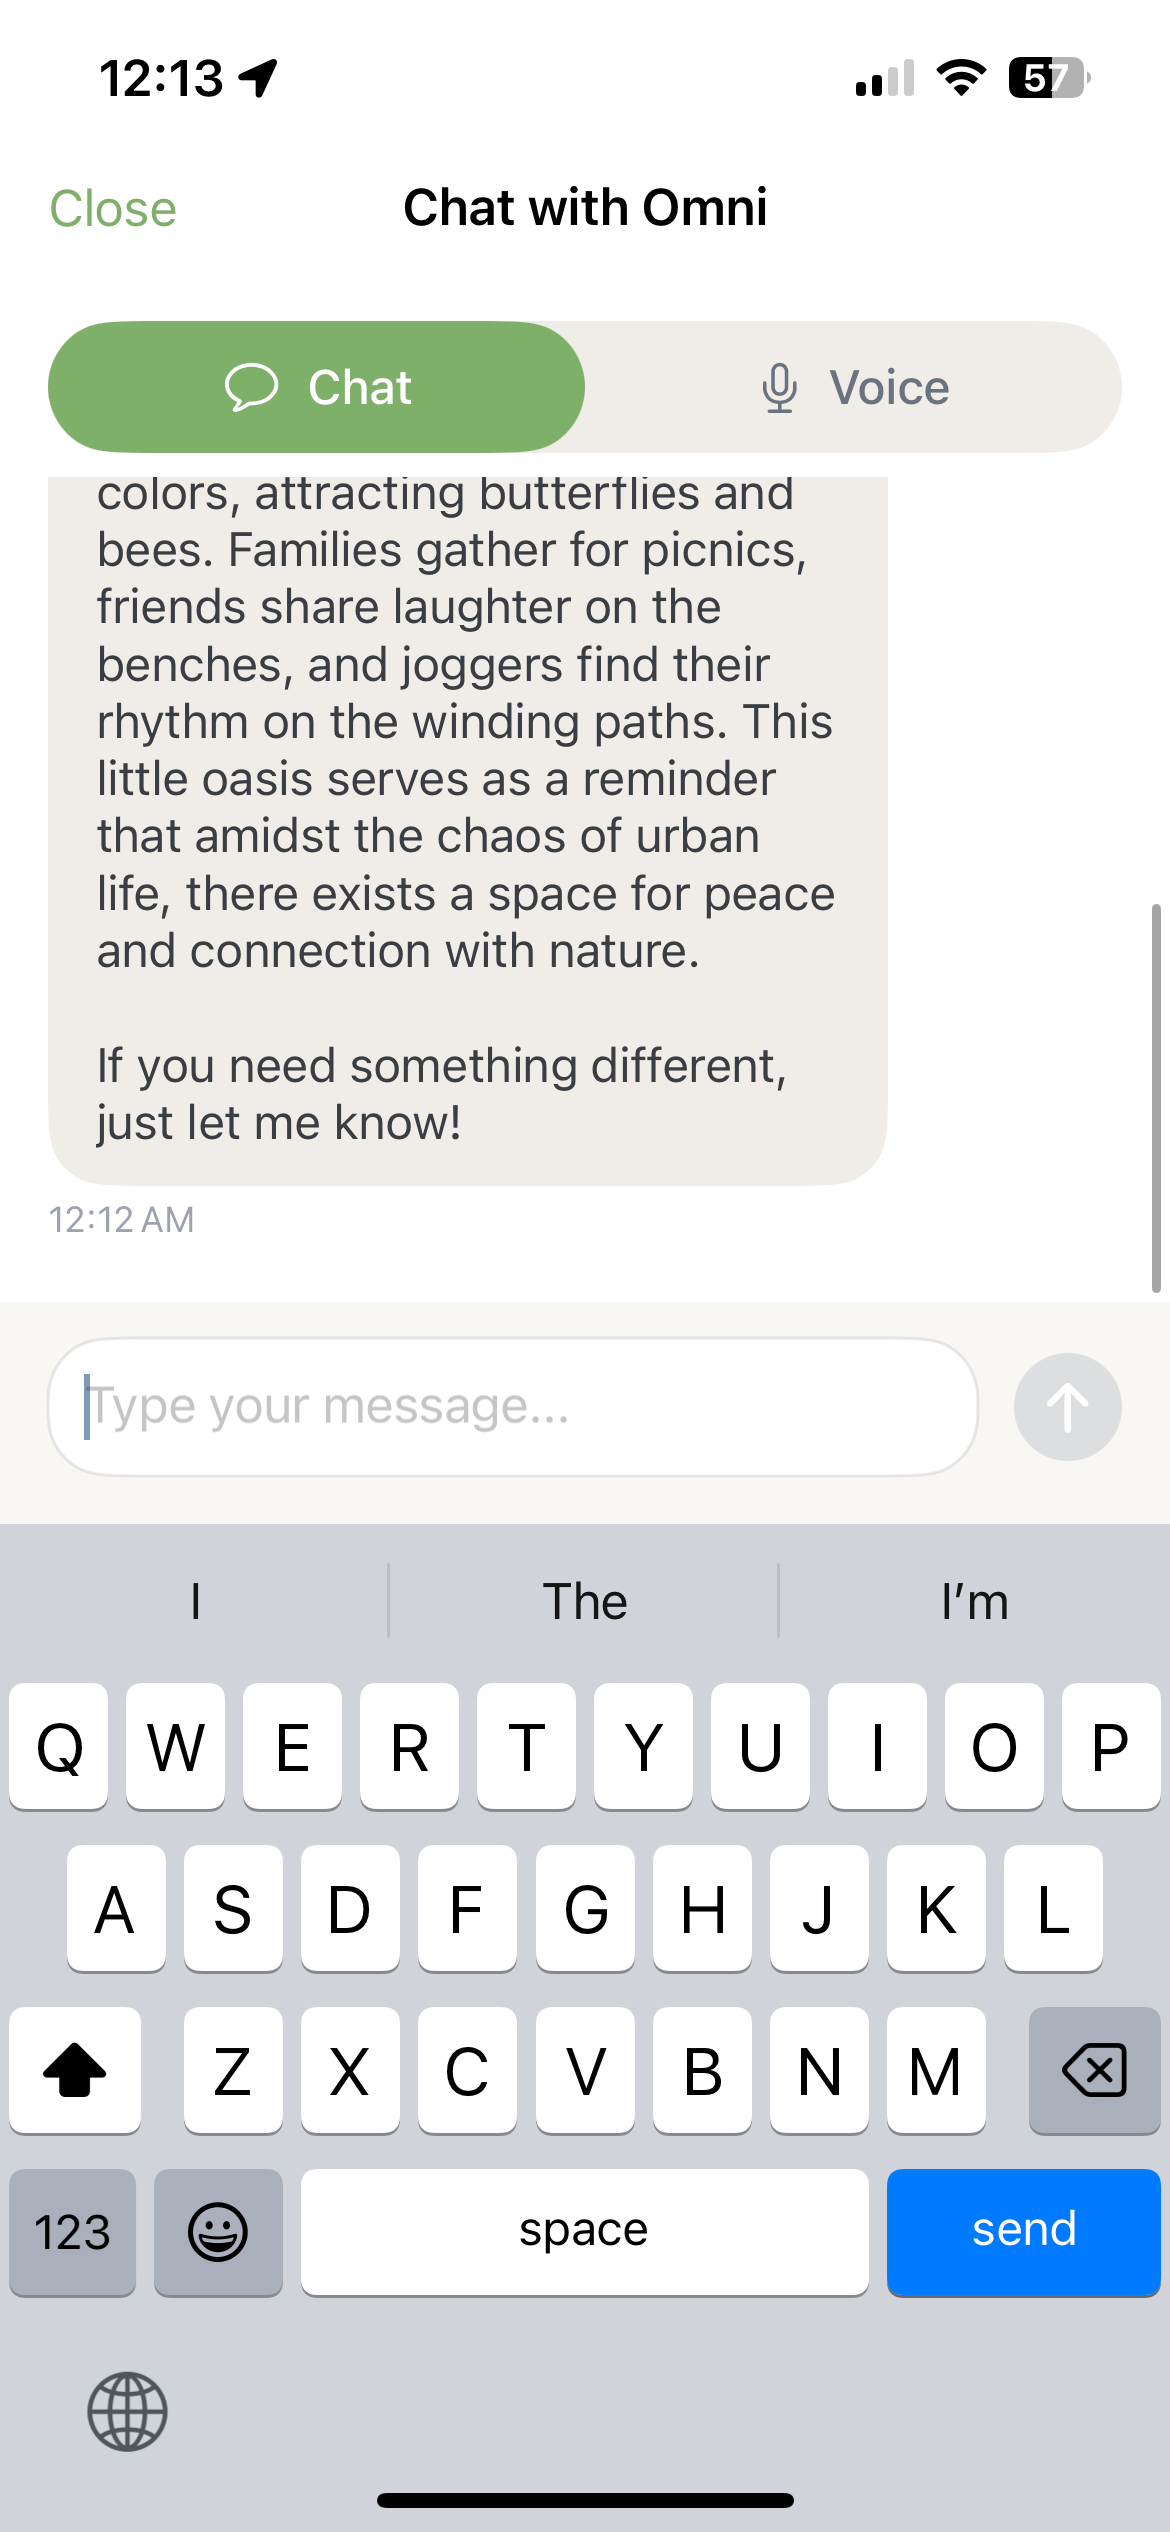 12:13
57
Close
Chat with Omni
Chat
Voice
colors, attracting butterflies and
bees. Families gather for picnics,
friends share laughter on the
benches, and joggers find their
rhythm on the winding paths. This
little oasis serves as a reminder
that amidst the chaos of urban
life, there exists a space for peace
and connection with nature.
If you need something different,
just let me know!
12:12 AM
Type your message...
I
The
I’m
Q W E R T Y U I O P
A S D F G H J K L
Z X C V B N M
123
space
send